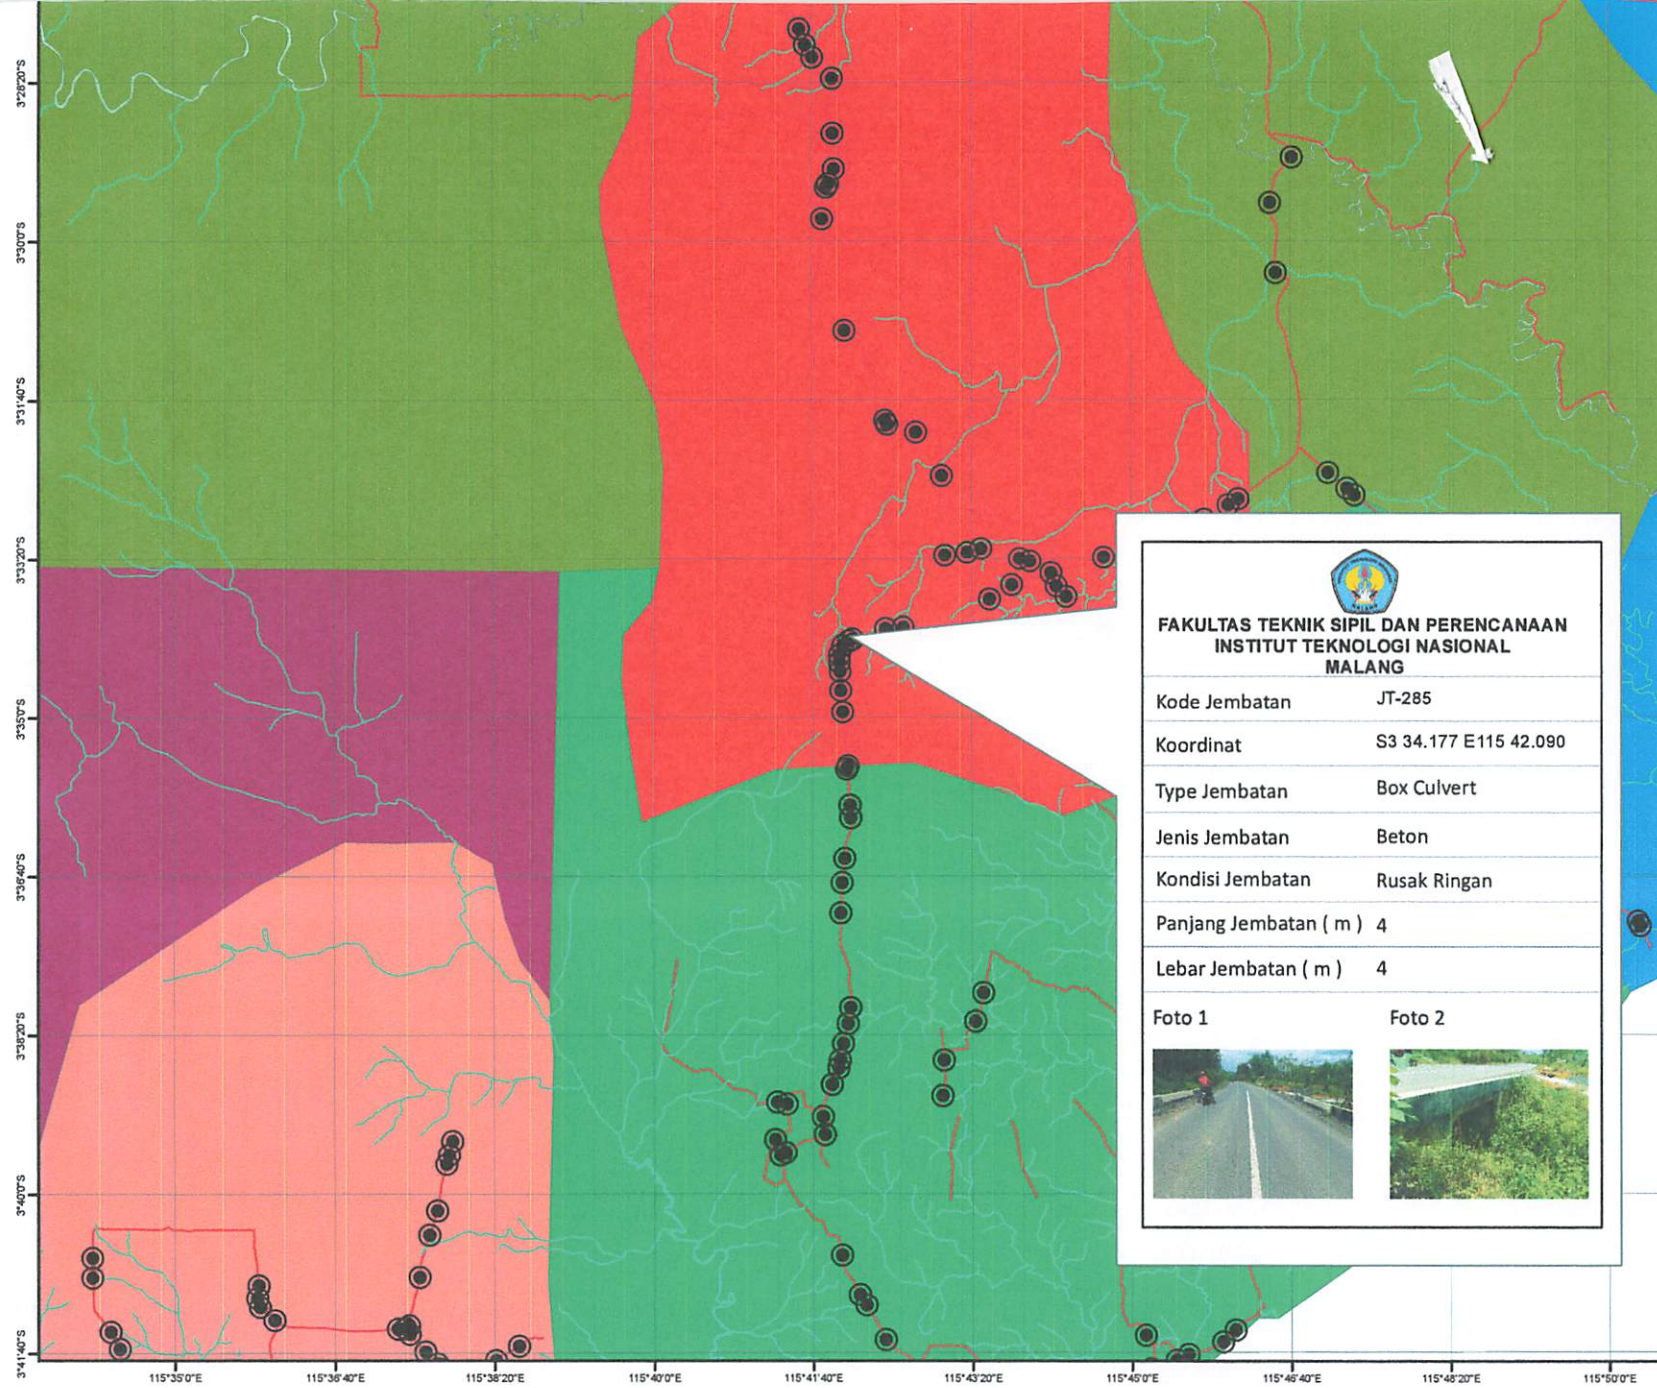 3°28'20"S
3°30'0"S
3°31'40"S
3°33'20"S
3°35'0"S
3°36'40"S
3°38'20"S
3°40'0"S
3°41'40"S
FAKULTAS TEKNIK SIPIL DAN PERENCANAAN
INSTITUT TEKNOLOGI NASIONAL
MALANG
Kode Jembatan JT-285
Koordinat S3 34.177 E115 42.090
Type Jembatan Box Culvert
Jenis Jembatan Beton
Kondisi Jembatan Rusak Ringan
Panjang Jembatan ( m ) 4
Lebar Jembatan ( m ) 4
Foto 1 Foto 2
115°35'0"E 115°36'40"E 115°38'20"E 115°40'0"E 115°41'40"E 115°43'20"E 115°45'0"E 115°46'40"E 115°48'20"E 115°50'0"E